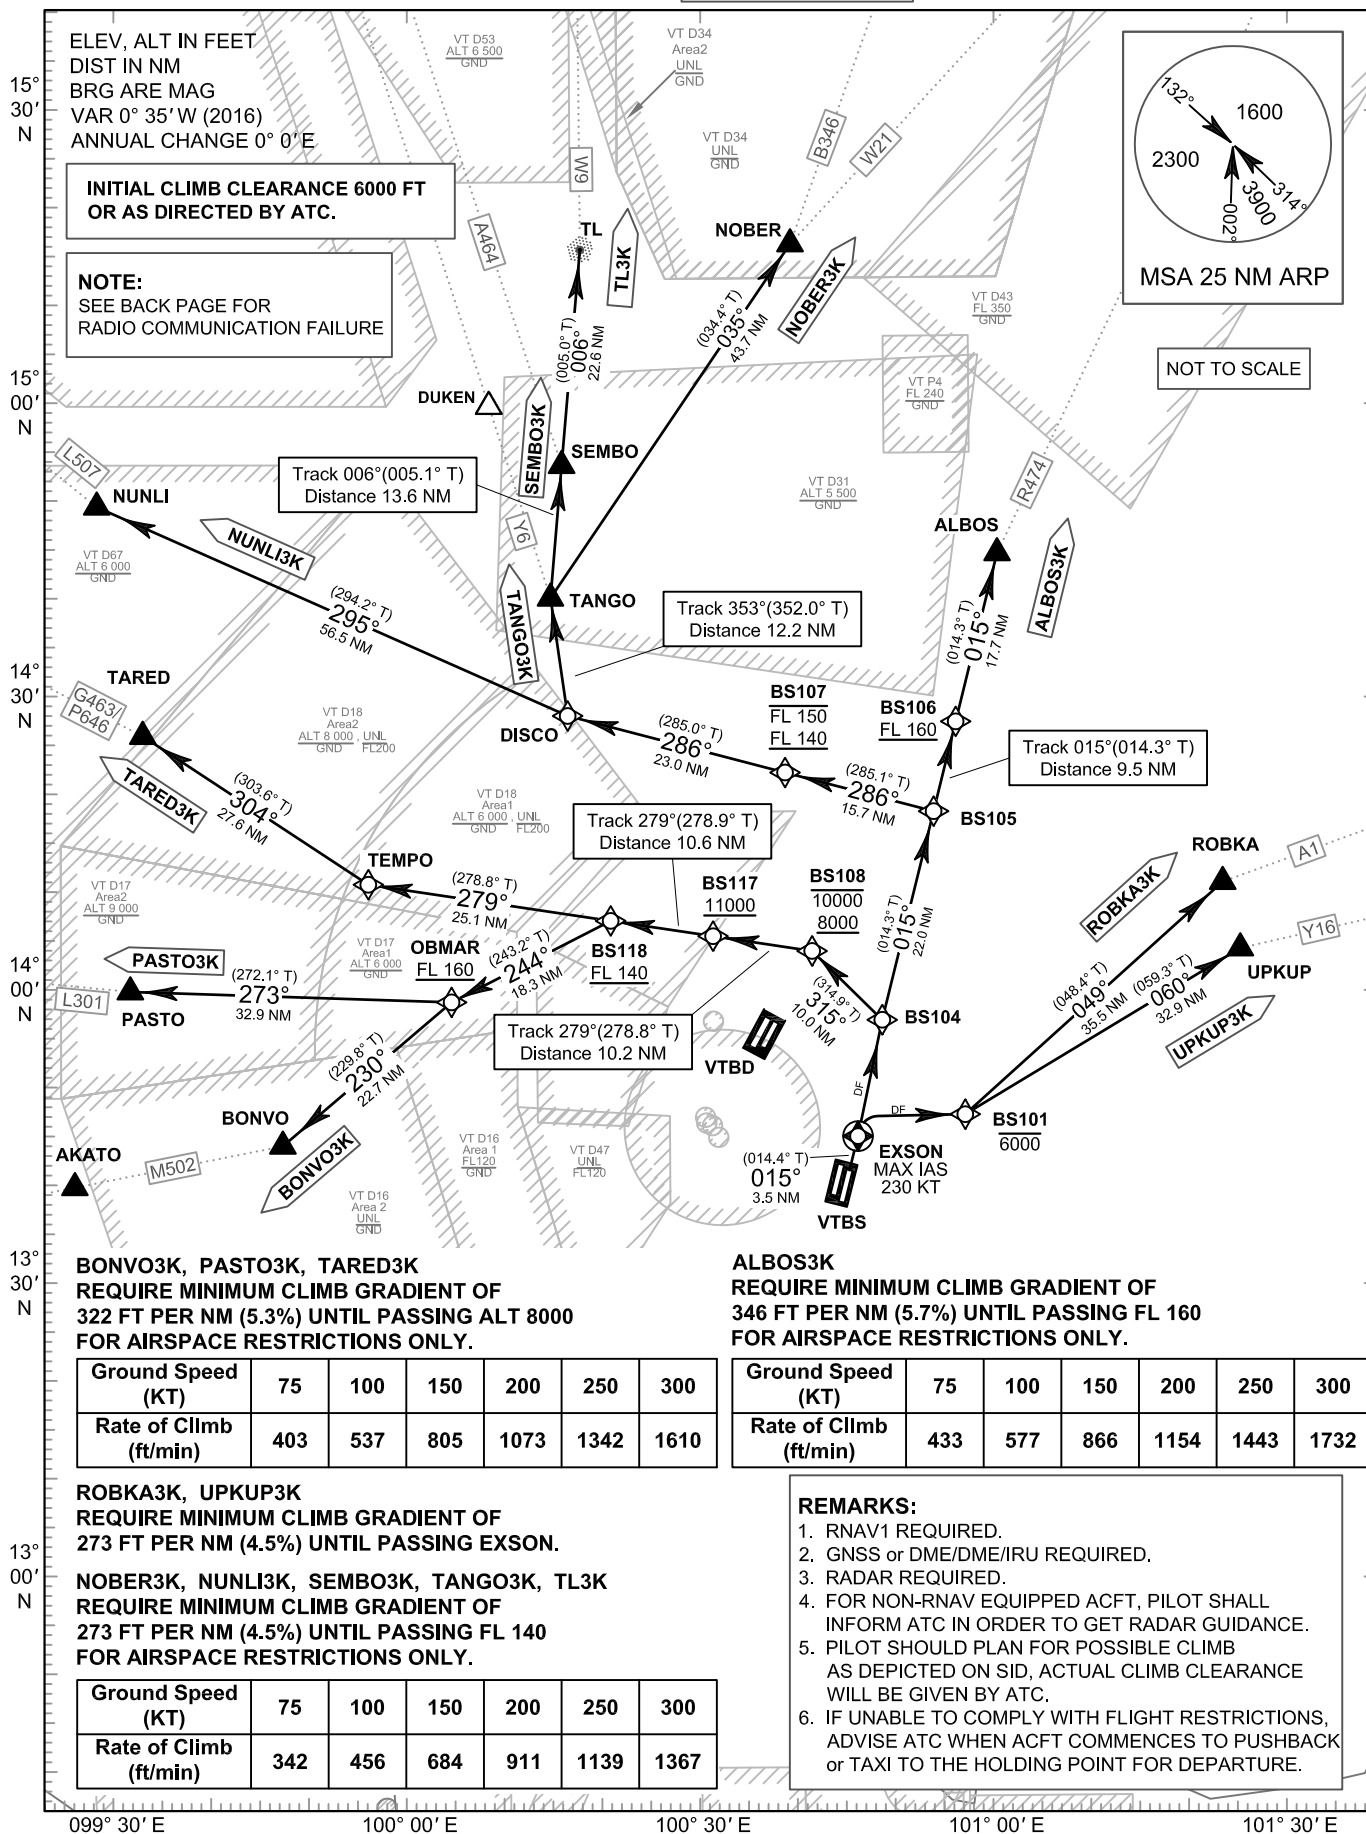 ELEV, ALT IN FEET
DIST IN NM
BRG ARE MAG
VAR 0° 35' W (2016)
ANNUAL CHANGE 0° 0' E
INITIAL CLIMB CLEARANCE 6000 FT
OR AS DIRECTED BY ATC.
NOTE:
SEE BACK PAGE FOR
RADIO COMMUNICATION FAILURE
VT D53
ALT 6 500
GND
VT D34
Area2
UNL
GND
VT D34
UNL
GND
B346
W21
W9
A464
132°
1600
2300
3900
314°
002°
MSA 25 NM ARP
NOT TO SCALE
15°
30'
N
TL
TL3K
NOBER
NOBER3K
VT D43
FL 350
GND
(005.0° T)
006°
22.6 NM
(034.4° T)
035°
43.7 NM
15°
00'
N
DUKEN
SEMBO3K
SEMBO
VT P4
FL 240
GND
L507
NUNLI
NUNLI3K
Track 006°(005.1° T)
Distance 13.6 NM
Y6
VT D31
ALT 5 500
GND
R474
ALBOS
ALBOS3K
VT D67
ALT 6 000
GND
(294.2° T)
295°
56.5 NM
TANGO3K
TANGO
Track 353°(352.0° T)
Distance 12.2 NM
(014.3° T)
015°
17.7 NM
14°
30'
N
TARED
G463/
P646
TARED3K
VT D18
Area2
ALT 8 000 , UNL
GND FL200
DISCO
(285.0° T)
286°
23.0 NM
BS107
FL 150
FL 140
BS106
FL 160
Track 015°(014.3° T)
Distance 9.5 NM
(303.6° T)
304°
27.6 NM
VT D18
Area1
ALT 6 000 , UNL
GND FL200
(285.1° T)
286°
15.7 NM
BS105
Track 279°(278.9° T)
Distance 10.6 NM
TEMPO
(278.8° T)
279°
25.1 NM
BS117
11000
BS108
10000
8000
(014.3° T)
015°
22.0 NM
ROBKA
ROBKA3K
A1
Y16
UPKUP
UPKUP3K
VT D17
Area2
ALT 9 000
GND
VT D17
Area1
ALT 6 000
GND
OBMAR
FL 160
(243.2° T)
244°
18.3 NM
BS118
FL 140
(314.9° T)
315°
10.0 NM
BS104
(048.4° T)
049°
35.5 NM
(059.3° T)
060°
32.9 NM
14°
00'
N
PASTO3K
L301
PASTO
(272.1° T)
273°
32.9 NM
Track 279°(278.8° T)
Distance 10.2 NM
VTBD
(229.8° T)
230°
22.7 NM
BONVO
BONVO3K
AKATO
M502
VT D16
Area 1
FL120
GND
VT D47
UNL
FL120
VT D16
Area 2
UNL
GND
DF
DF
BS101
6000
EXSON
MAX IAS
230 KT
(014.4° T)
015°
3.5 NM
VTBS
13°
30'
N
BONVO3K, PASTO3K, TARED3K
REQUIRE MINIMUM CLIMB GRADIENT OF
322 FT PER NM (5.3%) UNTIL PASSING ALT 8000
FOR AIRSPACE RESTRICTIONS ONLY.
Ground Speed (KT) 75 100 150 200 250 300
Rate of Climb (ft/min) 403 537 805 1073 1342 1610
ALBOS3K
REQUIRE MINIMUM CLIMB GRADIENT OF
346 FT PER NM (5.7%) UNTIL PASSING FL 160
FOR AIRSPACE RESTRICTIONS ONLY.
Ground Speed (KT) 75 100 150 200 250 300
Rate of Climb (ft/min) 433 577 866 1154 1443 1732
ROBKA3K, UPKUP3K
REQUIRE MINIMUM CLIMB GRADIENT OF
273 FT PER NM (4.5%) UNTIL PASSING EXSON.
13°
00'
N
NOBER3K, NUNLI3K, SEMBO3K, TANGO3K, TL3K
REQUIRE MINIMUM CLIMB GRADIENT OF
273 FT PER NM (4.5%) UNTIL PASSING FL 140
FOR AIRSPACE RESTRICTIONS ONLY.
Ground Speed (KT) 75 100 150 200 250 300
Rate of Climb (ft/min) 342 456 684 911 1139 1367
REMARKS:
1. RNAV1 REQUIRED.
2. GNSS or DME/DME/IRU REQUIRED.
3. RADAR REQUIRED.
4. FOR NON-RNAV EQUIPPED ACFT, PILOT SHALL
INFORM ATC IN ORDER TO GET RADAR GUIDANCE.
5. PILOT SHOULD PLAN FOR POSSIBLE CLIMB
AS DEPICTED ON SID, ACTUAL CLIMB CLEARANCE
WILL BE GIVEN BY ATC.
6. IF UNABLE TO COMPLY WITH FLIGHT RESTRICTIONS,
ADVISE ATC WHEN ACFT COMMENCES TO PUSHBACK
or TAXI TO THE HOLDING POINT FOR DEPARTURE.
099° 30' E
100° 00' E
100° 30' E
101° 00' E
101° 30' E